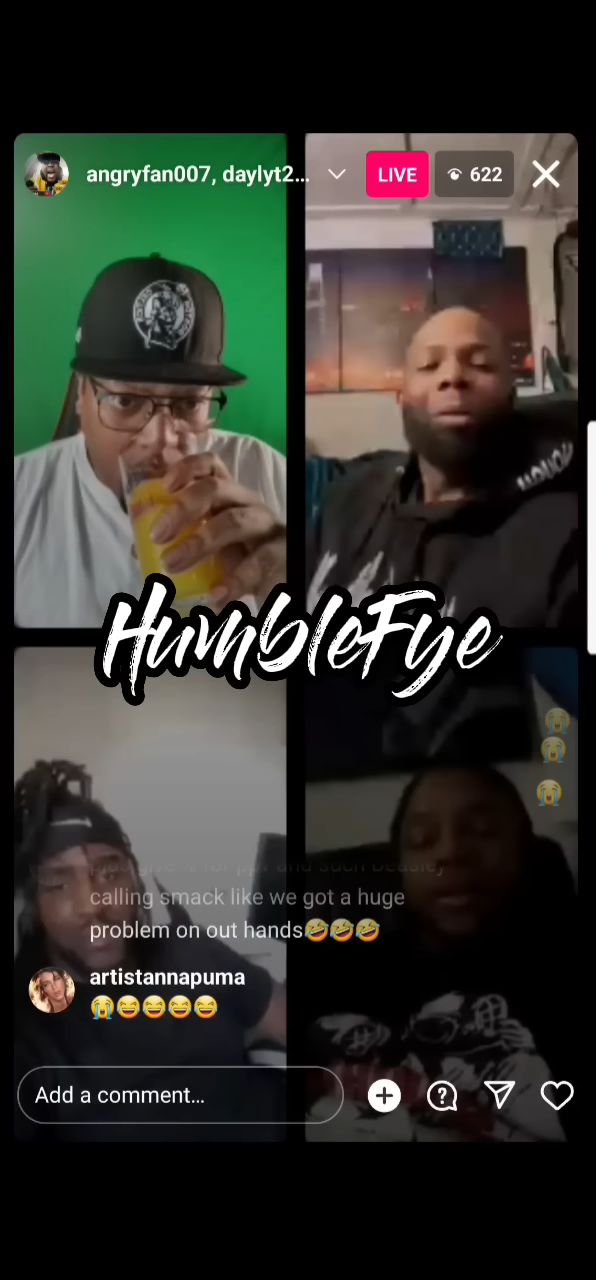 angryfan007, daylyt2...
LIVE
622
HumbleFye
calling smack like we got a huge
problem on out hands🤣🤣🤣
artistannapuma
😭😆😆😆😆
Add a comment...